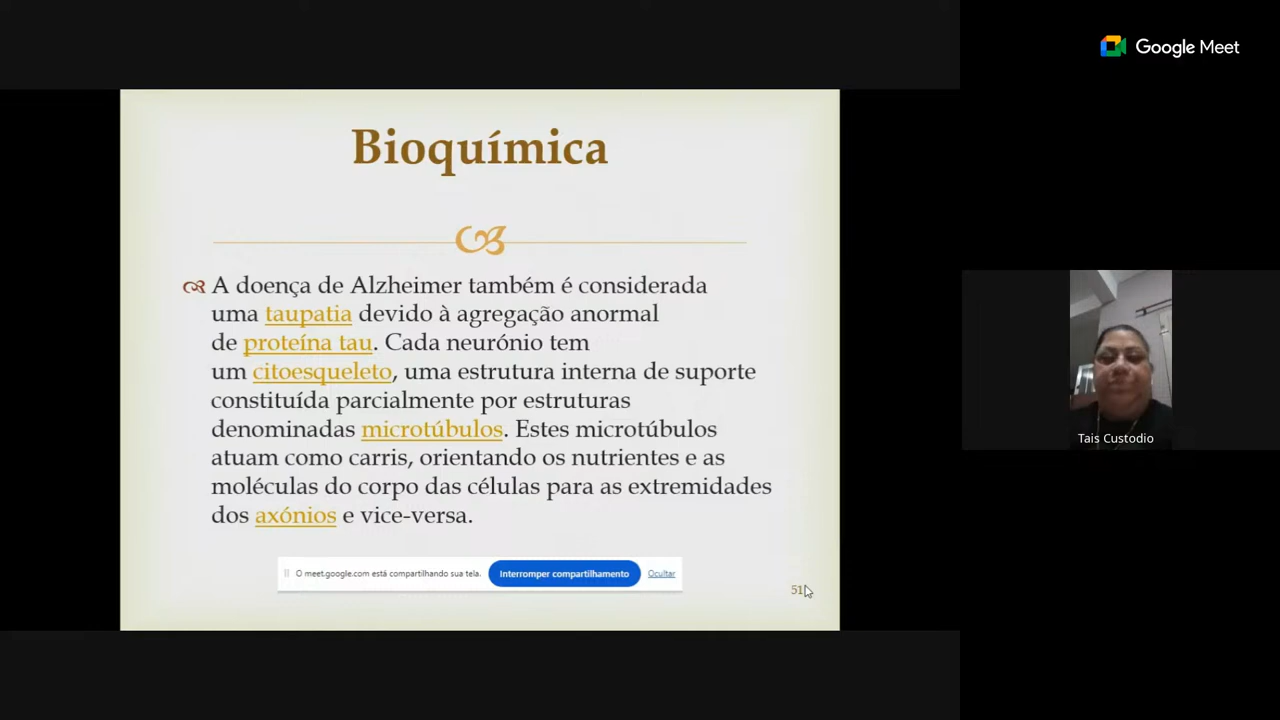 Google Meet
Bioquímica
A doença de Alzheimer também é considerada
uma taupatia devido à agregação anormal
de proteína tau. Cada neurónio tem
um citoesqueleto, uma estrutura interna de suporte
constituída parcialmente por estruturas
denominadas microtúbulos. Estes microtúbulos
atuam como carris, orientando os nutrientes e as
moléculas do corpo das células para as extremidades
dos axónios e vice-versa.
O meet.google.com está compartilhando sua tela. Interromper compartilhamento Ocultar
51
Tais Custodio